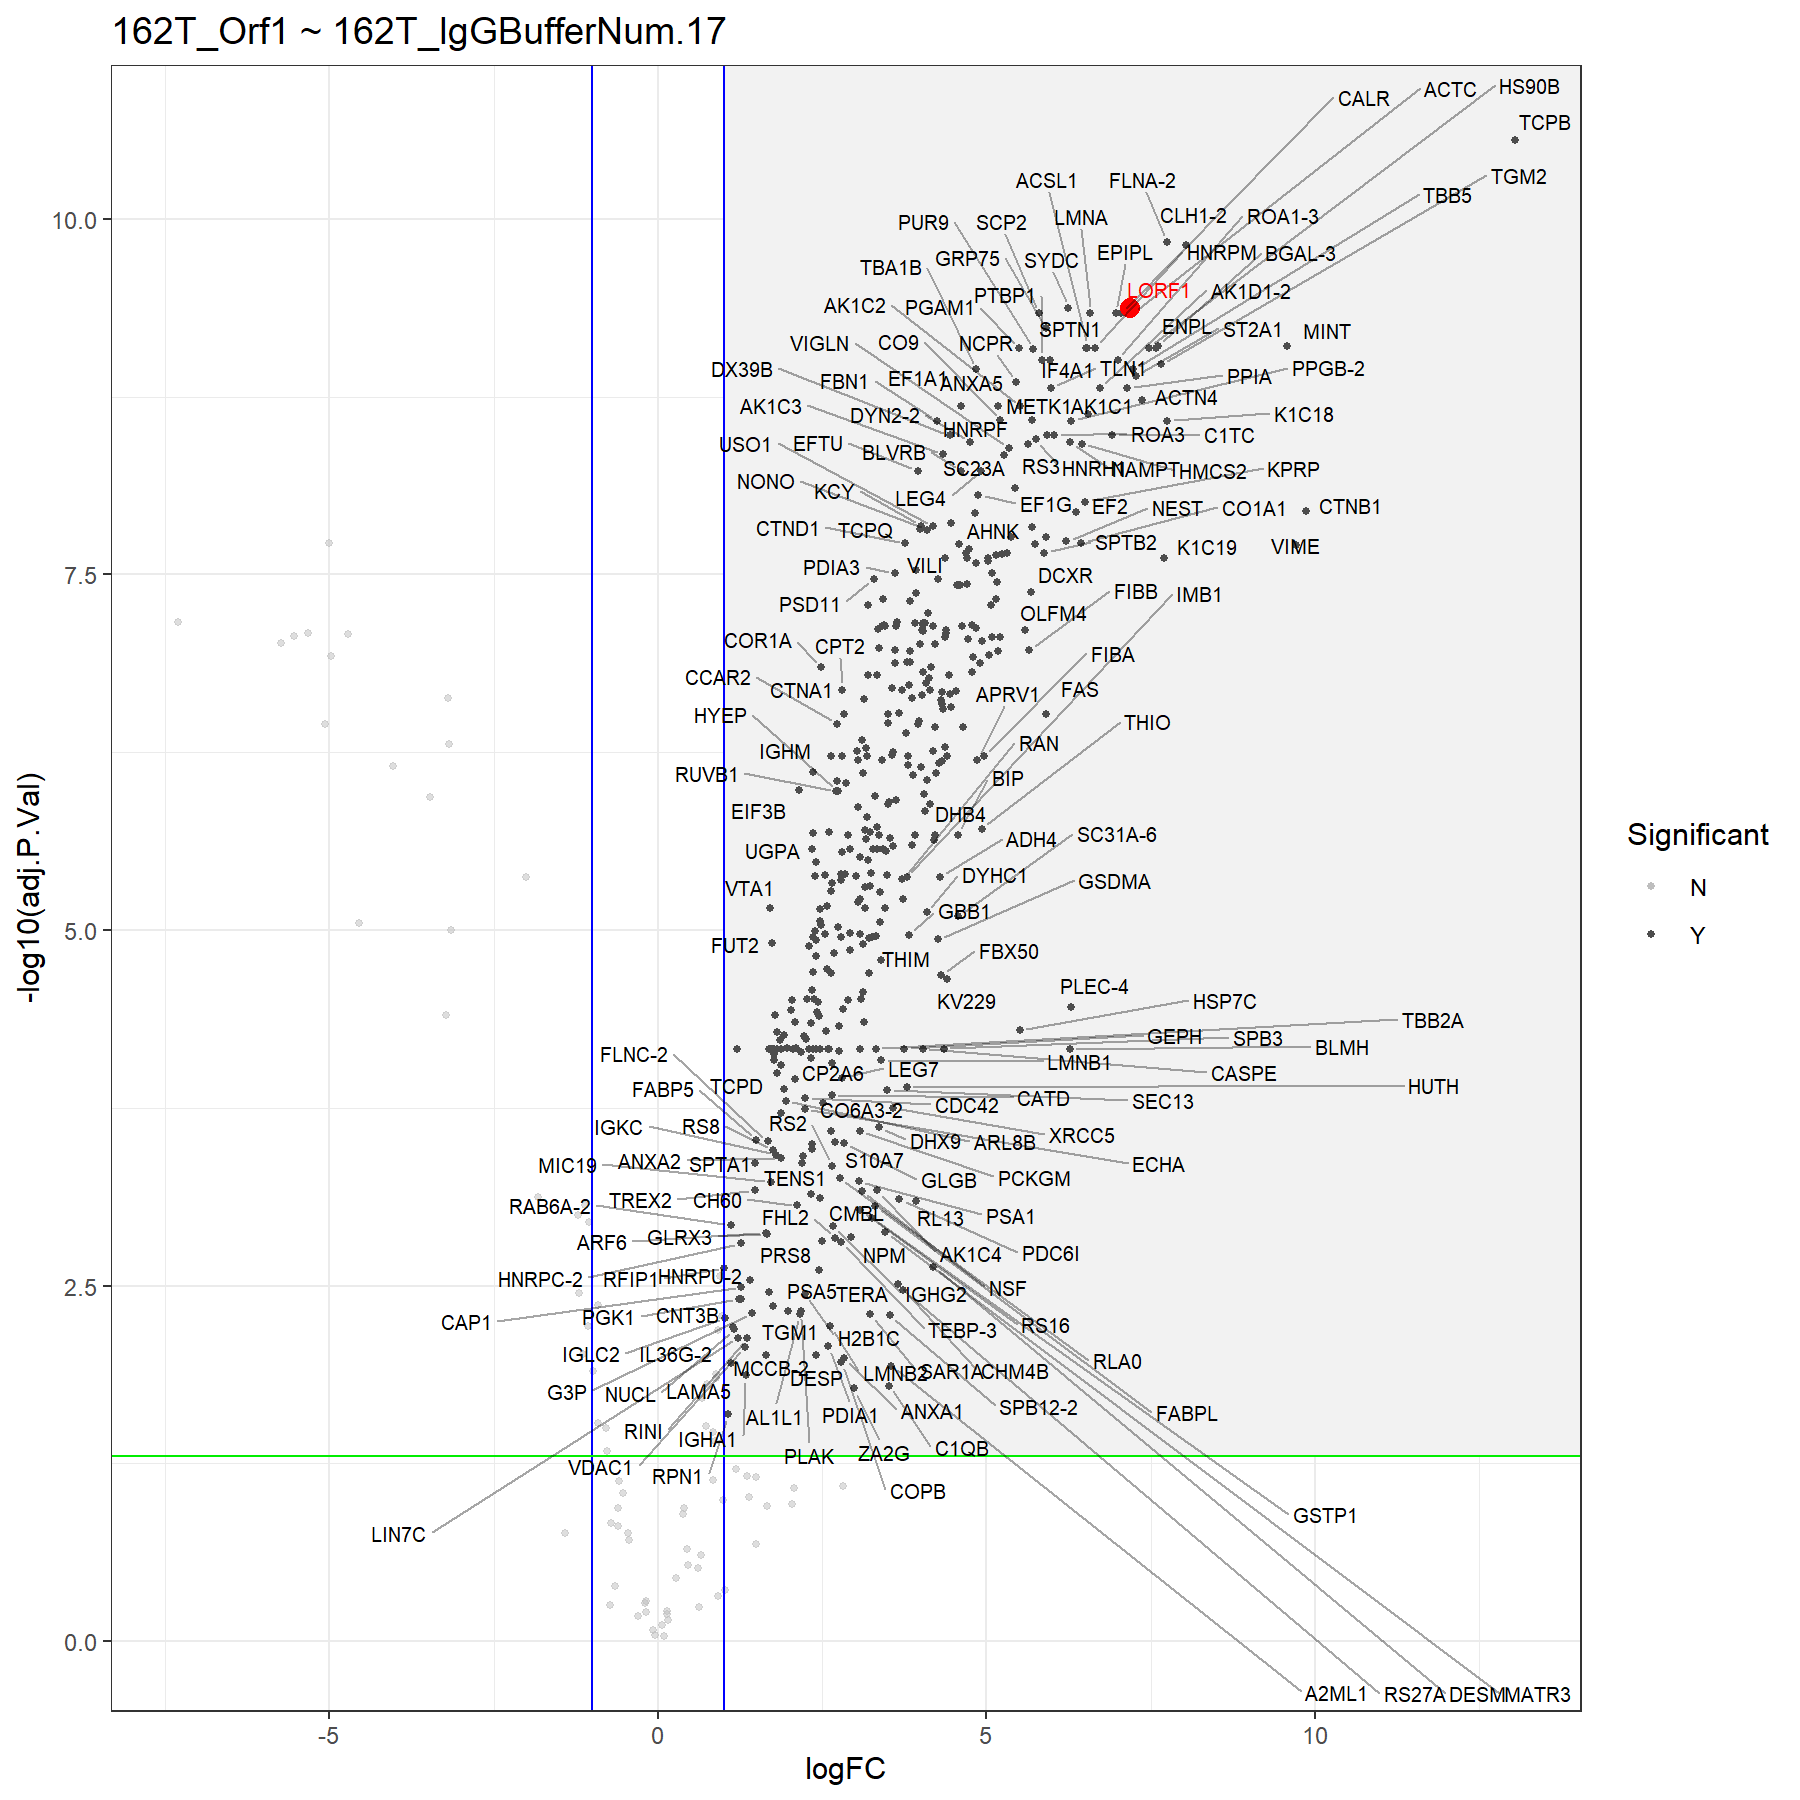 162T_Orf1 ~ 162T_IgGBufferNum.17
CALR
ACTC
HS90B
TCPB
ACSL1
FLNA-2
TGM2
TBB5
PUR9
SCP2
LMNA
CLH1-2
ROA1-3
TBA1B
GRP75
SYDC
EPIPL
HNRPM
BGAL-3
AK1C2
PGAM1
PTBP1
LORF1
AK1D1-2
VIGLN
CO9
NCPR
SPTN1
ENPL
ST2A1
MINT
DX39B
FBN1
EF1A1
ANXA5
IF4A1
TLN1
PPIA
PPGB-2
AK1C3
DYN2-2
METK1
AK1C1
ACTN4
K1C18
USO1
EFTU
BLVRB
HNRPF
ROA3
C1TC
NONO
KCY
LEG4
SC23A
RS3
HNRH1
NAMPT
HMCS2
KPRP
CTND1
TCPQ
AHNK
EF1G
EF2
NEST
CO1A1
CTNB1
PDIA3
VILI
SPTB2
K1C19
VIME
PSD11
DCXR
FIBB
IMB1
OLFM4
COR1A
CPT2
FIBA
CCAR2
CTNA1
APRV1
FAS
HYEP
IGHM
RAN
THIO
RUVB1
BIP
EIF3B
DHB4
UGPA
ADH4
SC31A-6
VTA1
DYHC1
GSDMA
GBB1
FUT2
THIM
FBX50
KV229
PLEC-4
HSP7C
TBB2A
GEPH
SPB3
BLMH
FLNC-2
LMNB1
CASPE
FABP5
TCPD
CP2A6
LEG7
HUTH
CATD
SEC13
IGKC
RS8
RS2
CO6A3-2
CDC42
XRCC5
MIC19
ANXA2
SPTA1
S10A7
DHX9
ARL8B
ECHA
RAB6A-2
TREX2
CH60
TENS1
GLGB
PCKGM
ARF6
GLRX3
FHL2
CMBL
RL13
PSA1
HNRPC-2
RFIP1
HNRPU-2
PRS8
NPM
AK1C4
PDC6I
CAP1
PGK1
CNT3B
PSA5
TERA
IGHG2
NSF
IGLC2
IL36G-2
TGM1
H2B1C
TEBP-3
RS16
G3P
NUCL
LAMA5
MCCB-2
DESP
LMNB2
SAR1A
CHM4B
RLA0
RINI
IGHA1
AL1L1
PDIA1
ANXA1
SPB12-2
FABPL
VDAC1
RPN1
PLAK
ZA2G
C1QB
COPB
LIN7C
GSTP1
A2ML1
RS27A
DESM
MATR3
10.0
7.5
5.0
2.5
0.0
-5
0
5
10
logFC
-log10(adj.P.Val)
Significant
N
Y